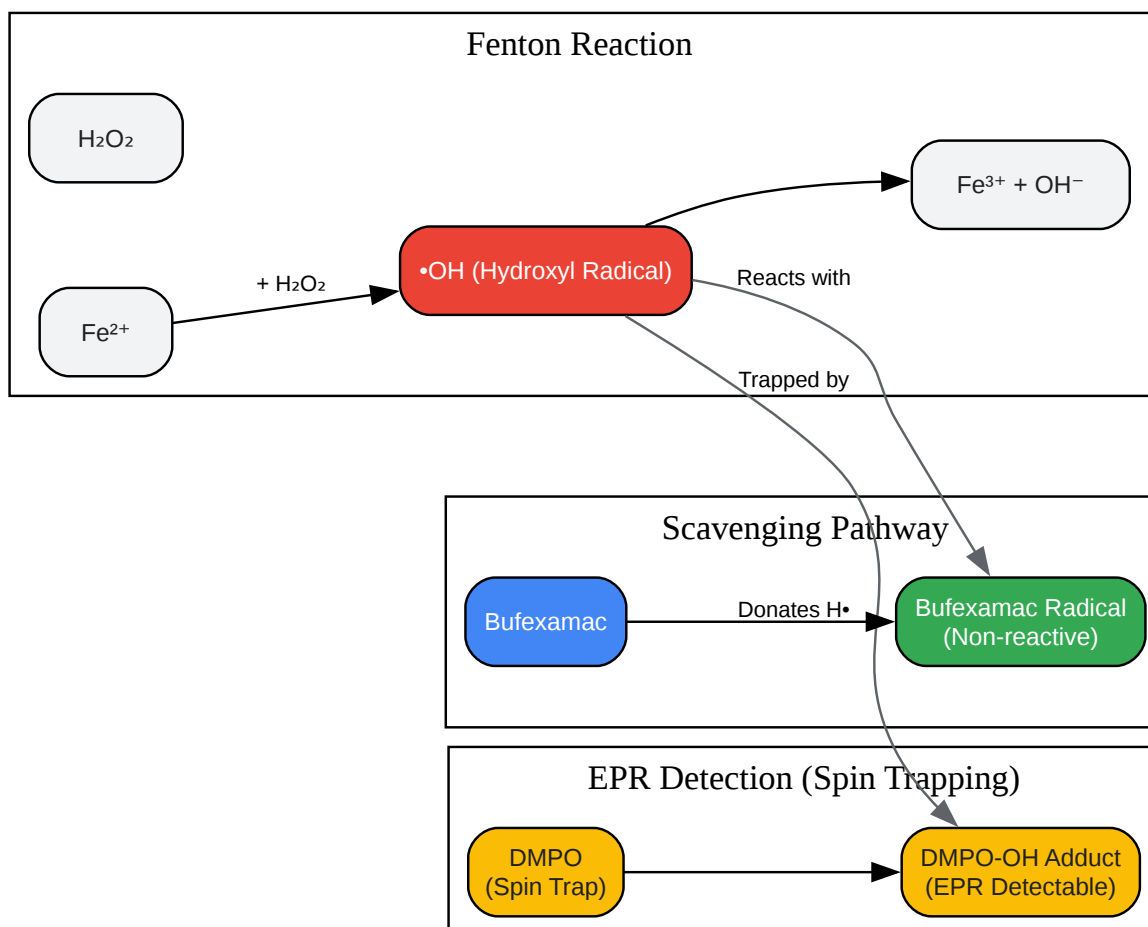 Fenton Reaction
H₂O₂
Fe³⁺ + OH⁻
•OH (Hydroxyl Radical)
Reacts with
+ H₂O₂
Fe²⁺
Trapped by
Scavenging Pathway
Bufexamac
Donates H•
Bufexamac Radical
(Non-reactive)
EPR Detection (Spin Trapping)
DMPO
(Spin Trap)
DMPO-OH Adduct
(EPR Detectable)